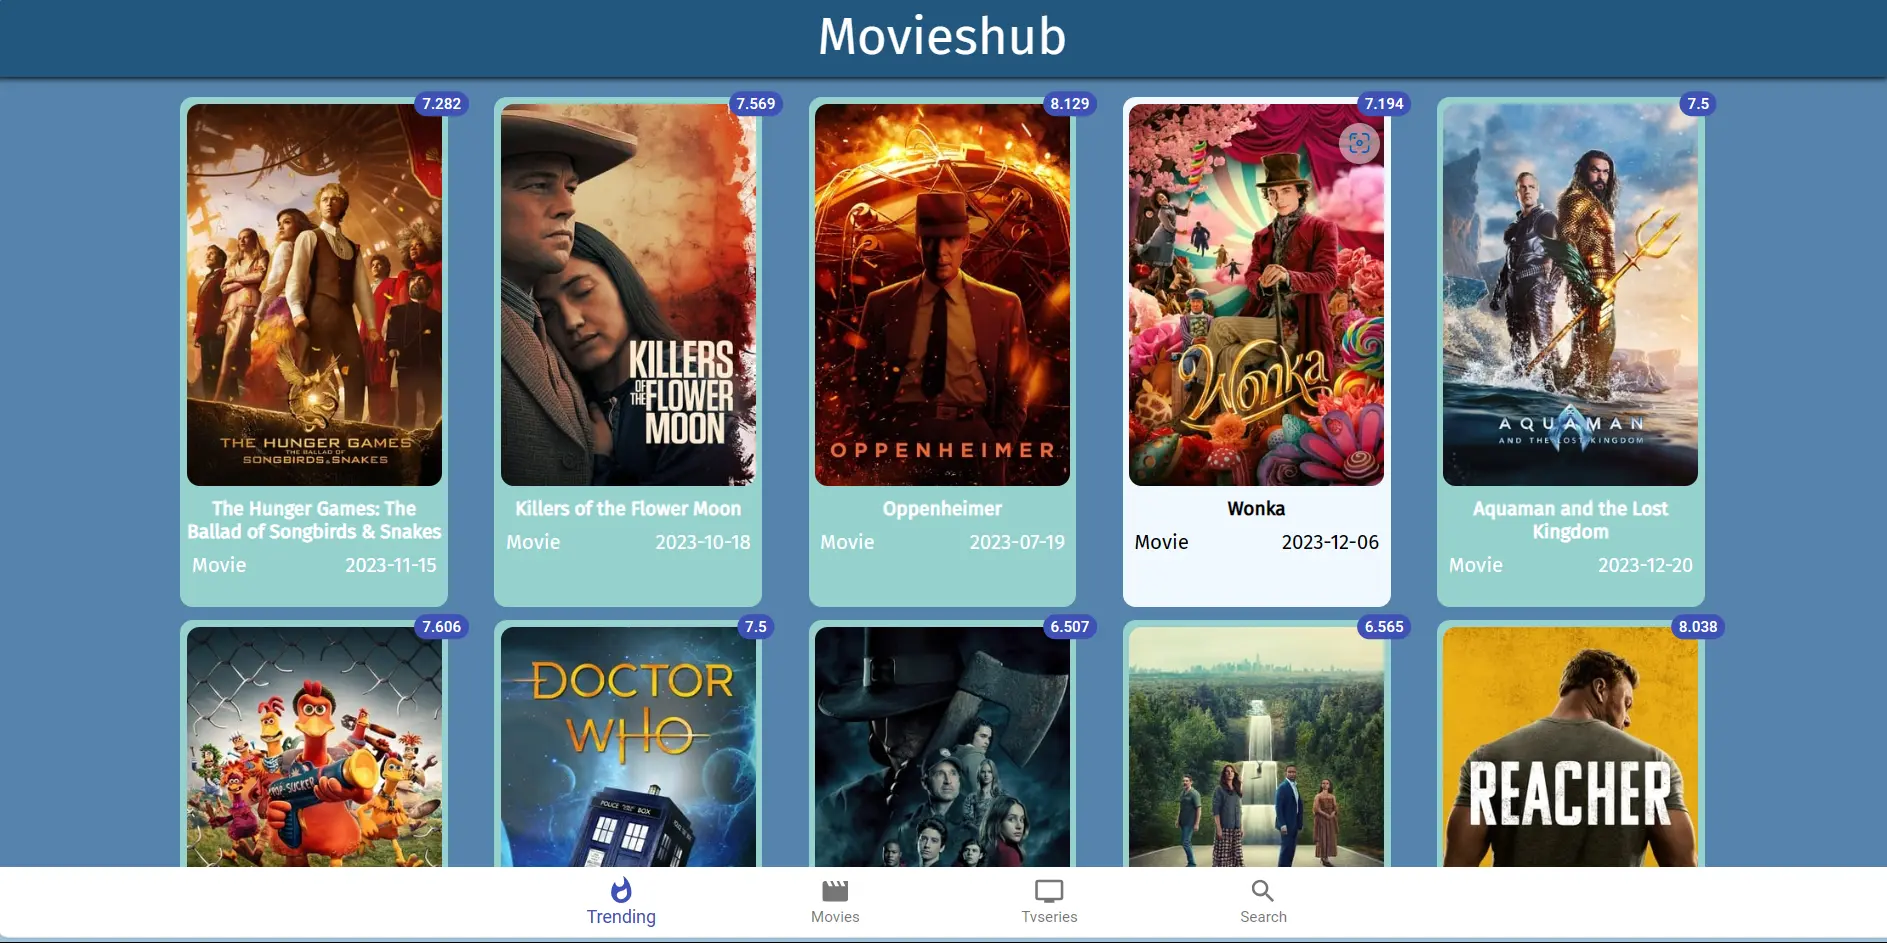 Movieshub
7.282
7.569
8.129
7.194
7.5
THE HUNGER GAMES
THE BALLAD OF
SONGBIRDS & SNAKES
KILLERS
OF THE FLOWER
MOON
OPPENHEIMER
Wonka
AQUAMAN
AND THE LOST KINGDOM
The Hunger Games: The
Ballad of Songbirds & Snakes
Movie 2023-11-15
Killers of the Flower Moon
Movie 2023-10-18
Oppenheimer
Movie 2023-07-19
Wonka
Movie 2023-12-06
Aquaman and the Lost
Kingdom
Movie 2023-12-20
7.606
7.5
6.507
6.565
8.038
DOCTOR
WHO
POLICE BOX
REACHER
Trending
Movies
Tvseries
Search